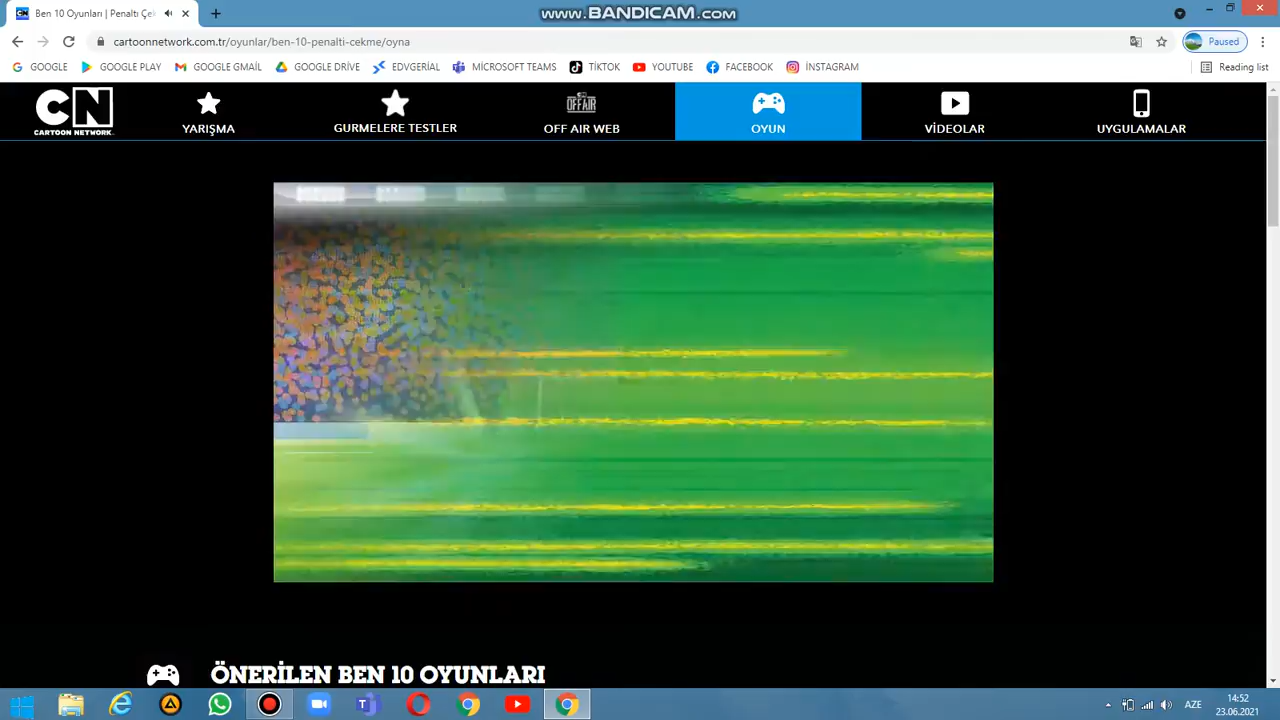 Ben 10 Oyunları | Penaltı Çek
www.BANDICAM.com
cartoonnetwork.com.tr/oyunlar/ben-10-penalti-cekme/oyna
Paused
GOOGLE
GOOGLE PLAY
GOOGLE GMAİL
GOOGLE DRİVE
EDVGERİAL
MİCROSOFT TEAMS
TİKTOK
YOUTUBE
FACEBOOK
İNSTAGRAM
Reading list
CN
CARTOON NETWORK
YARIŞMA
GURMELERE TESTLER
OFF AIR
OFF AIR WEB
OYUN
VİDEOLAR
UYGULAMALAR
ÖNERİLEN BEN 10 OYUNLARI
AZE
14:52
23.06.2021